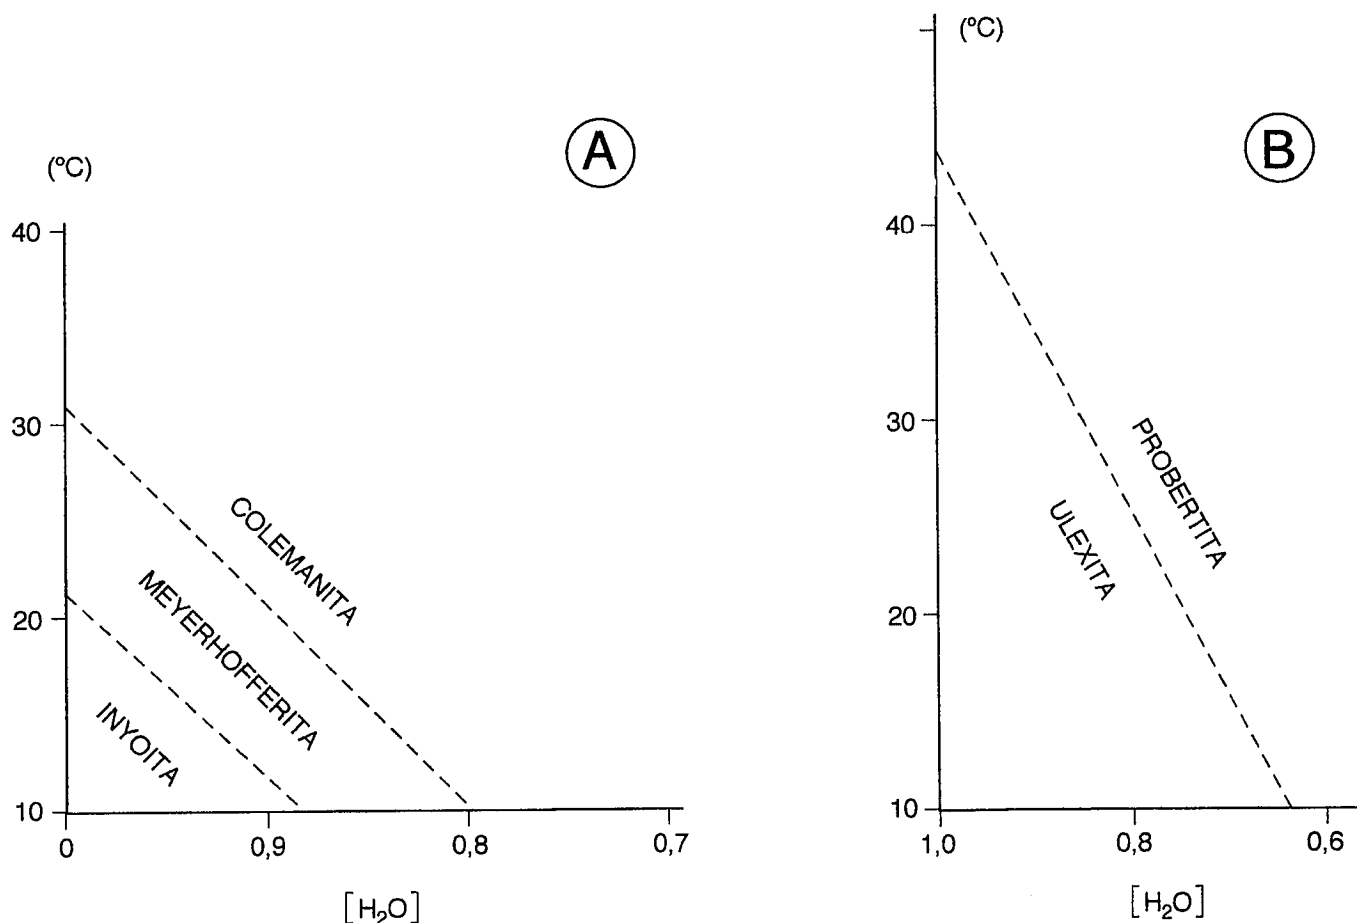 (ºC)
A
40
30
20
10
COLEMANITA
MEYERHOFFERITA
INYOITA
0
0,9
0,8
0,7
[H₂O]
(ºC)
B
40
30
20
10
PROBERTITA
ULEXITA
1,0
0,8
0,6
[H₂O]